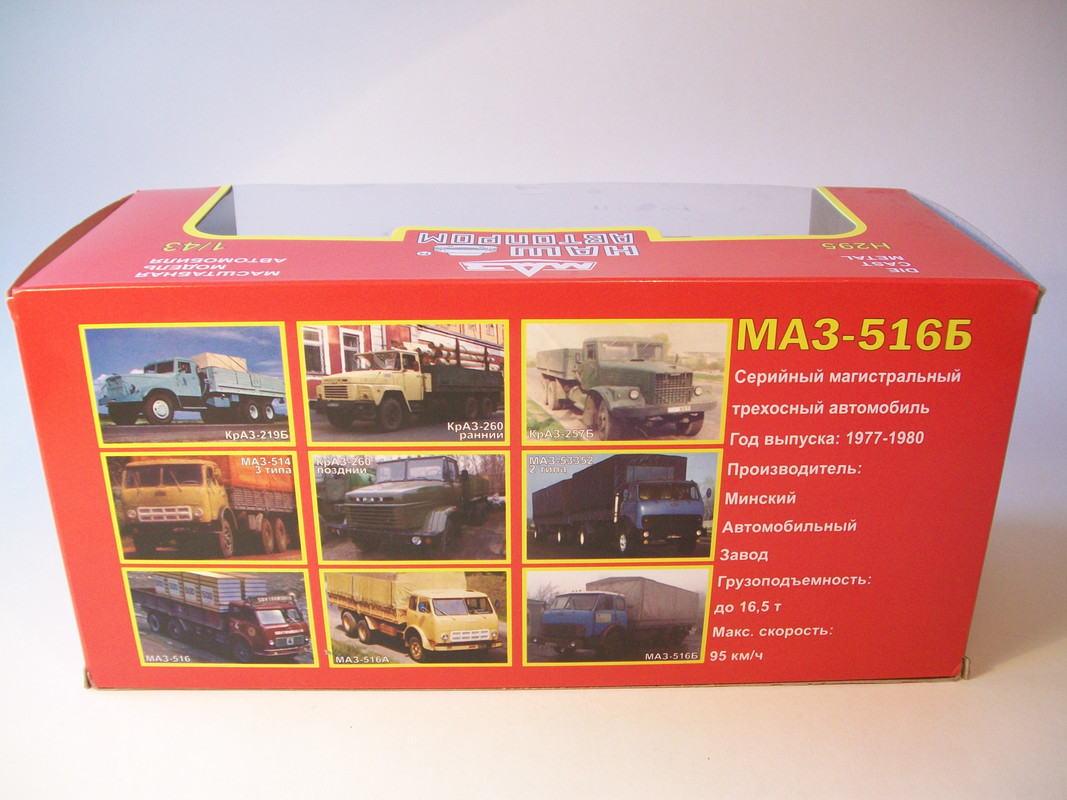 МАСШТАБНАЯ
МОДЕЛЬ
АВТОМОБИЛЯ
1/43
МАЗ
НАШ
АВТОПРОМ
®
DIE
CAST
METAL
H295
КрАЗ-219Б
КрАЗ-260
ранний
КрАЗ-257Б
МАЗ-514
3 типа
КрАЗ-260
поздний
МАЗ-53352
2 типа
МАЗ-516
МАЗ-516А
МАЗ-516Б
МАЗ-516Б
Серийный магистральный
трехосный автомобиль
Год выпуска: 1977-1980
Производитель:
Минский
Автомобильный
Завод
Грузоподъемность:
до 16,5 т
Макс. скорость:
95 км/ч